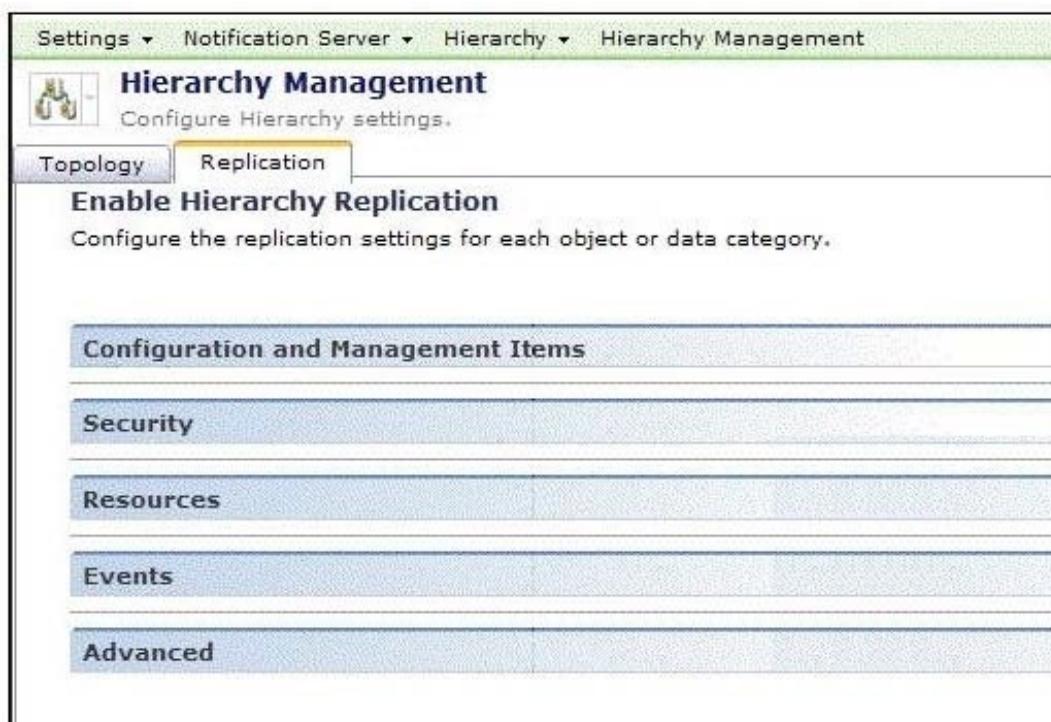 Settings Notification Server Hierarchy Hierarchy Management
Hierarchy Management
Configure Hierarchy settings.
Topology Replication
Enable Hierarchy Replication
Configure the replication settings for each object or data category.
Configuration and Management Items
Security
Resources
Events
Advanced